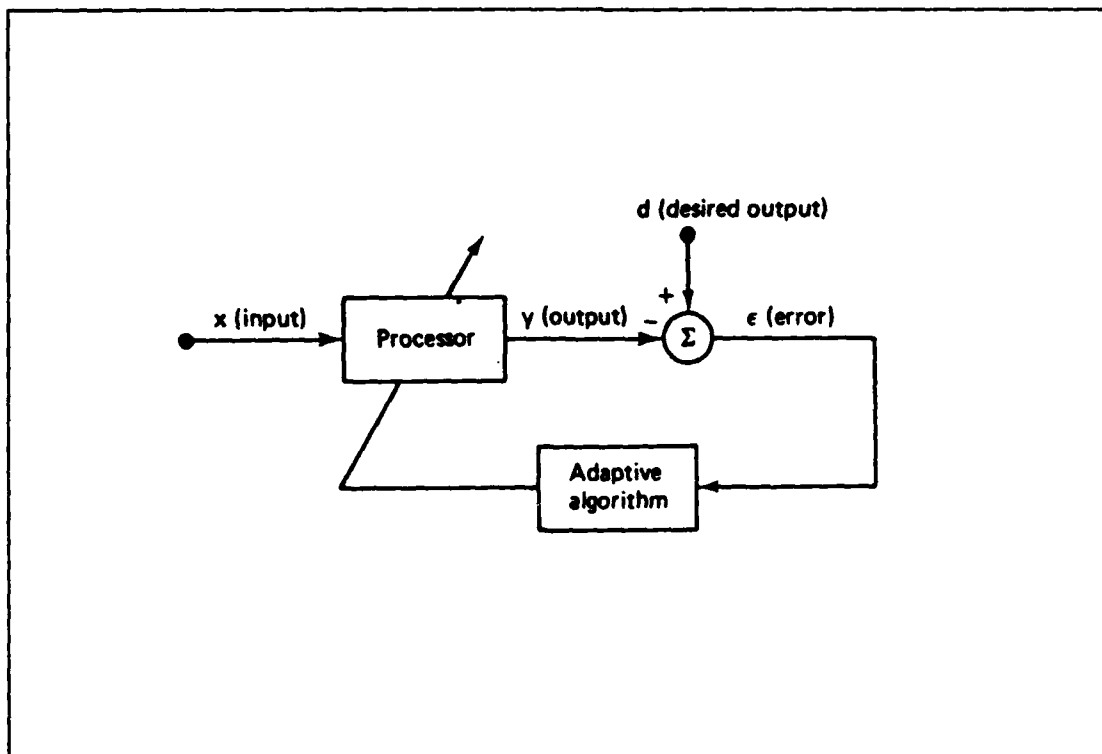 d (desired output)
x (input)
Processor
y (output)
+
-
Σ
ϵ (error)
Adaptive
algorithm